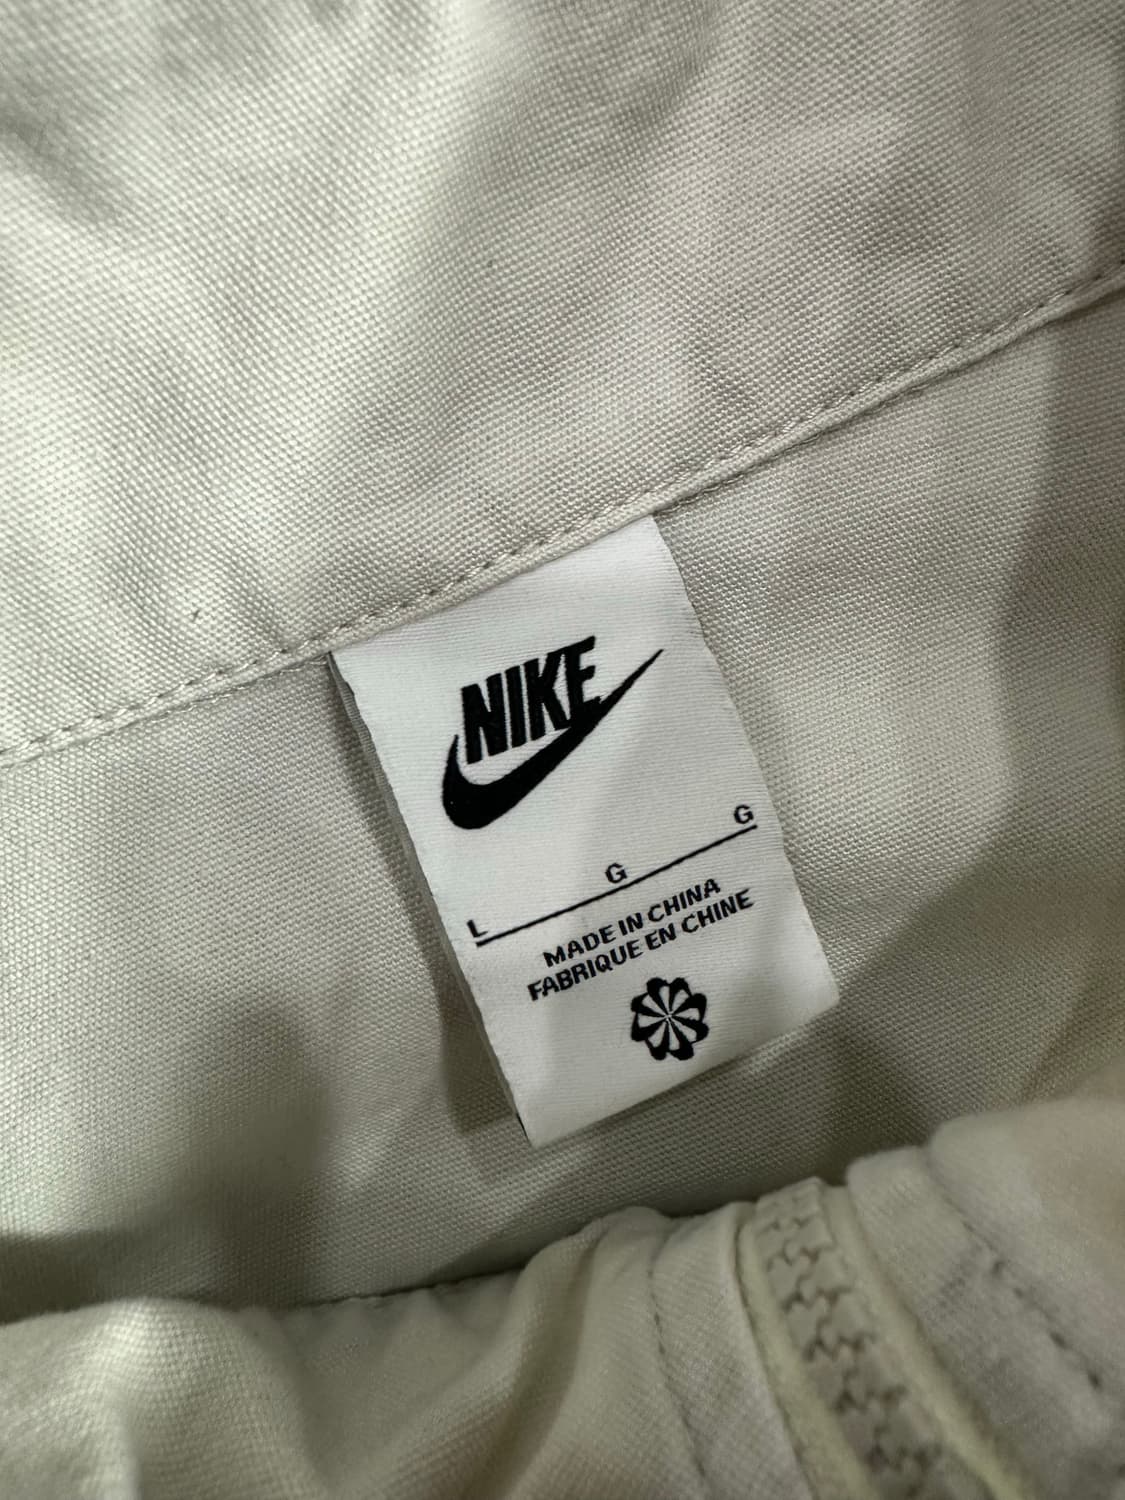 NIKE
L G G
MADE IN CHINA
FABRIQUE EN CHINE